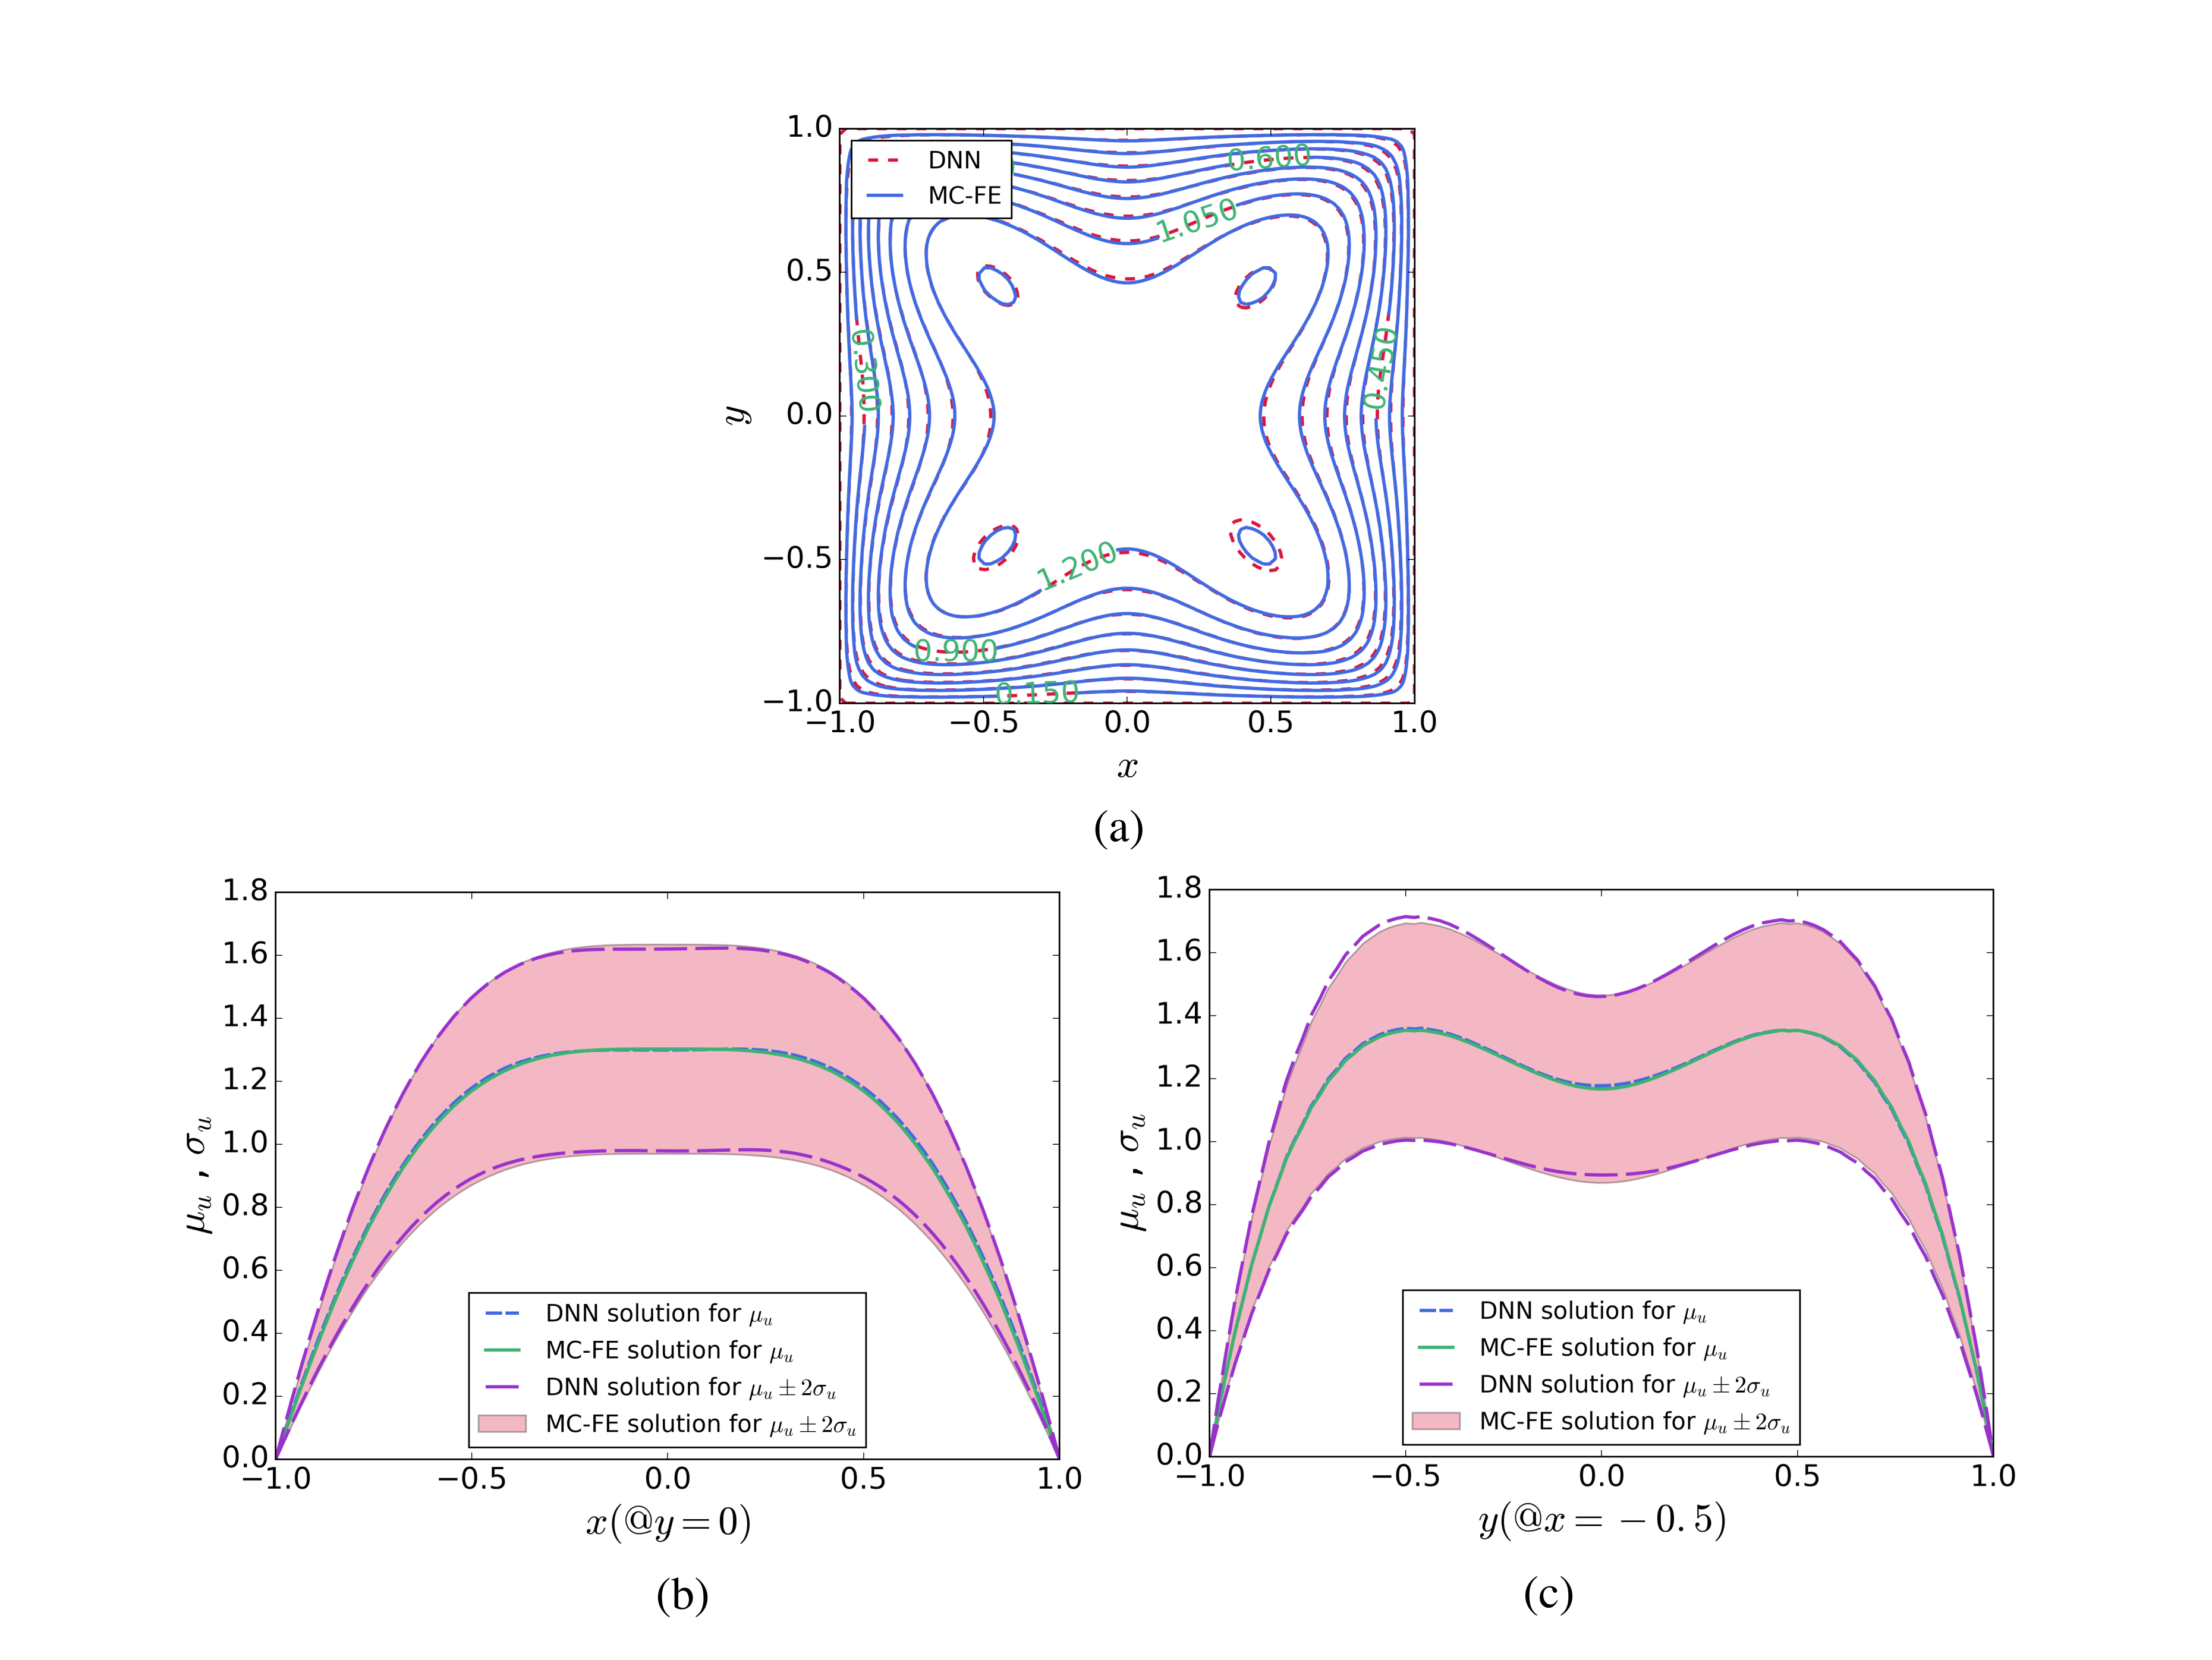 1.0
0.5
0.0
−0.5
−1.0
y
DNN
MC-FE
0.600
1.050
0.300
0.450
1.200
0.900
0.150
−1.0 −0.5 0.0 0.5 1.0
x
(a)
1.8
1.6
1.4
1.2
1.0
0.8
0.6
0.4
0.2
0.0
μu , σu
DNN solution for μu
MC-FE solution for μu
DNN solution for μu ± 2σu
MC-FE solution for μu ± 2σu
−1.0 −0.5 0.0 0.5 1.0
x(@y = 0)
(b)
1.8
1.6
1.4
1.2
1.0
0.8
0.6
0.4
0.2
0.0
μu , σu
DNN solution for μu
MC-FE solution for μu
DNN solution for μu ± 2σu
MC-FE solution for μu ± 2σu
−1.0 −0.5 0.0 0.5 1.0
y(@x = −0.5)
(c)